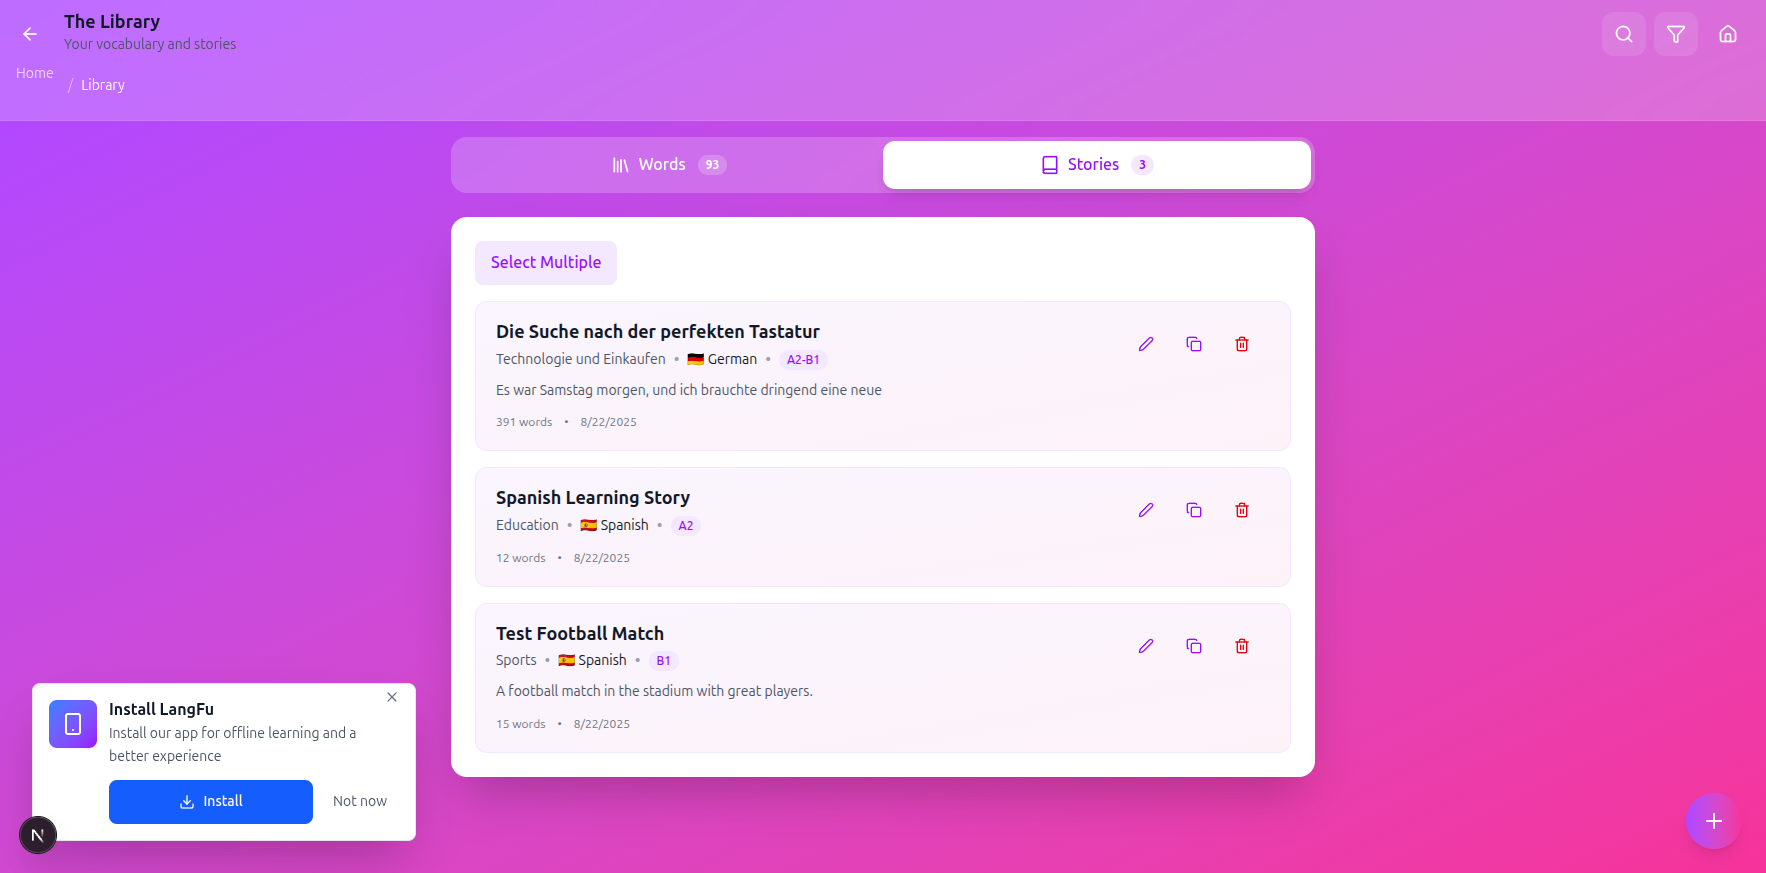 The Library
Your vocabulary and stories
Home
/ Library
Words 93
Stories 3
Select Multiple
Die Suche nach der perfekten Tastatur
Technologie und Einkaufen • 🇩🇪 German • A2-B1
Es war Samstag morgen, und ich brauchte dringend eine neue
391 words • 8/22/2025
Spanish Learning Story
Education • 🇪🇸 Spanish • A2
12 words • 8/22/2025
Test Football Match
Sports • 🇪🇸 Spanish • B1
A football match in the stadium with great players.
15 words • 8/22/2025
Install LangFu
Install our app for offline learning and a
better experience
Install
Not now
N